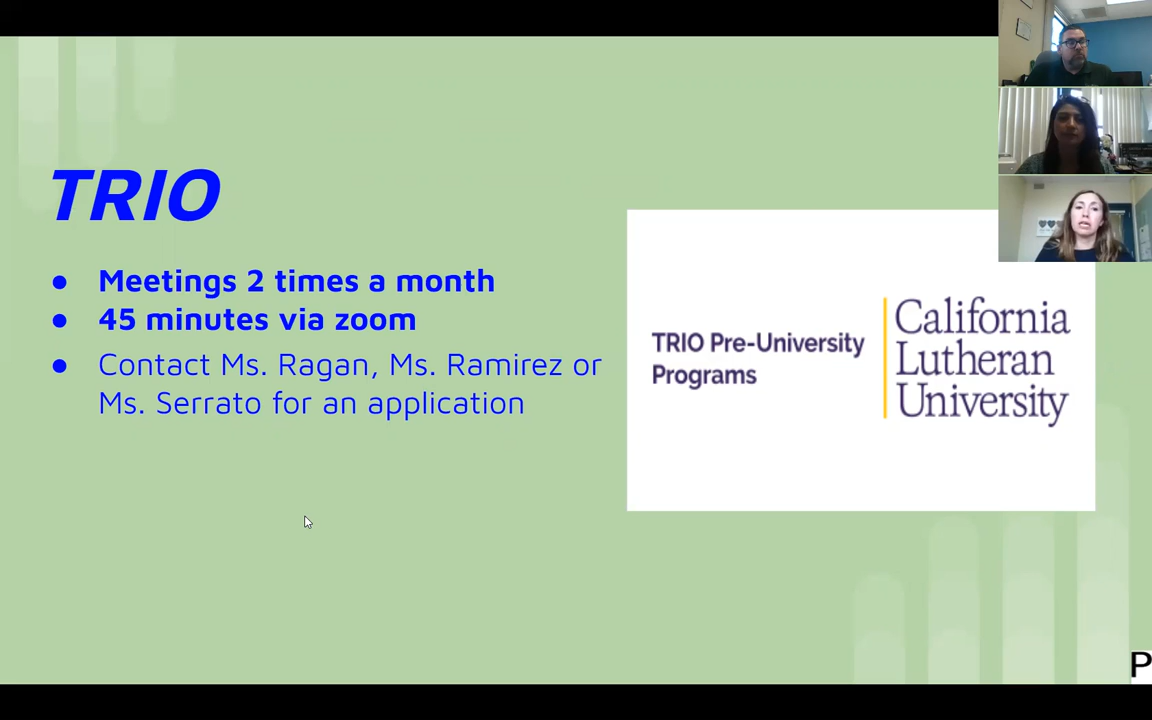 TRIO
● Meetings 2 times a month
● 45 minutes via zoom
● Contact Ms. Ragan, Ms. Ramirez or
Ms. Serrato for an application
TRIO Pre-University
Programs
California
Lutheran
University
P